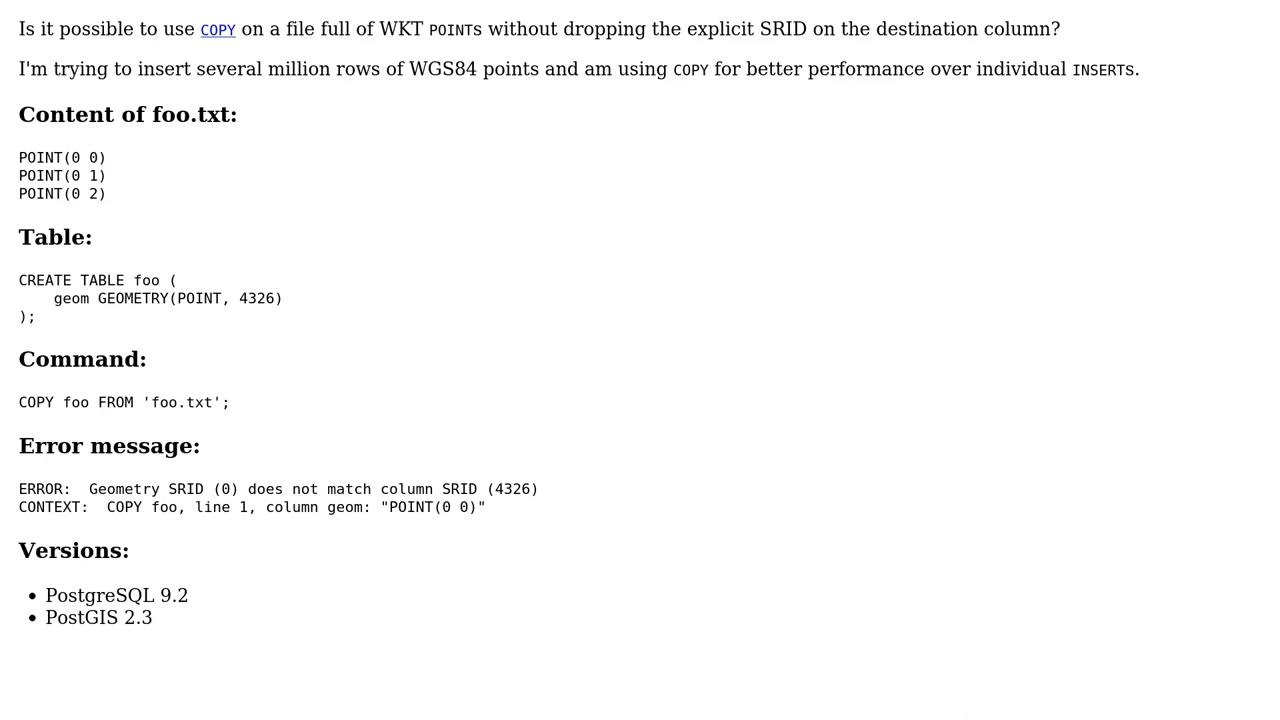 Is it possible to use COPY on a file full of WKT POINTs without dropping the explicit SRID on the destination column?
I'm trying to insert several million rows of WGS84 points and am using COPY for better performance over individual INSERTs.
Content of foo.txt:
POINT(0 0)
POINT(0 1)
POINT(0 2)
Table:
CREATE TABLE foo (
    geom GEOMETRY(POINT, 4326)
);
Command:
COPY foo FROM 'foo.txt';
Error message:
ERROR:  Geometry SRID (0) does not match column SRID (4326)
CONTEXT:  COPY foo, line 1, column geom: "POINT(0 0)"
Versions:
• PostgreSQL 9.2
• PostGIS 2.3